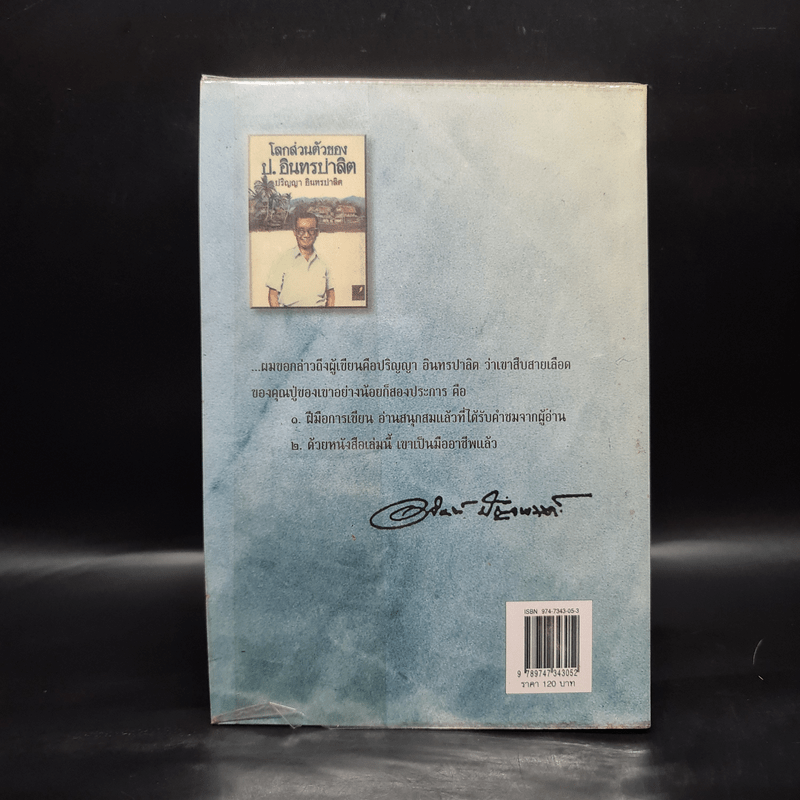 โลกส่วนตัวของ
ป. อินทรปาลิต
ปริญญา อินทรปาลิต
...ผมขอกล่าวถึงผู้เขียนคือปริญญา อินทรปาลิต ว่าเขาสืบสายเลือด
ของคุณปู่ของเขาอย่างน้อยก็สองประการ คือ
๑. ฝีมือการเขียน อ่านสนุกสมแล้วที่ได้รับคำชมจากผู้อ่าน
๒. ด้วยหนังสือเล่มนี้ เขาเป็นมืออาชีพแล้ว
ISBN 974-7343-05-3
9 789747 343052
ราคา 120 บาท